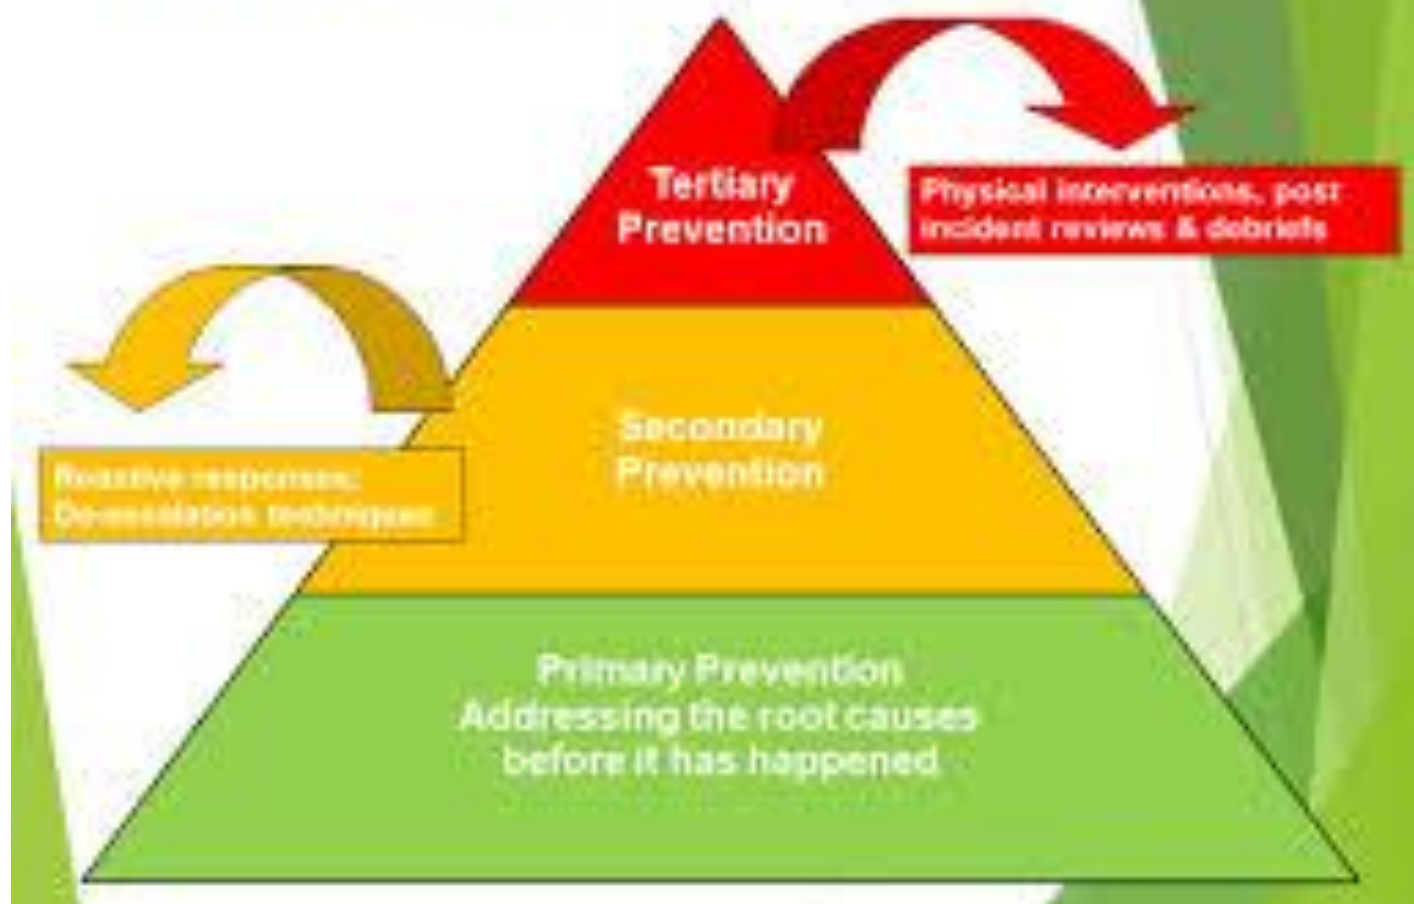 Tertiary
Prevention
Physical interventions, post
incident reviews & debriefs
Secondary
Prevention
Reactive responses;
De-escalation techniques
Primary Prevention
Addressing the root causes
before it has happened